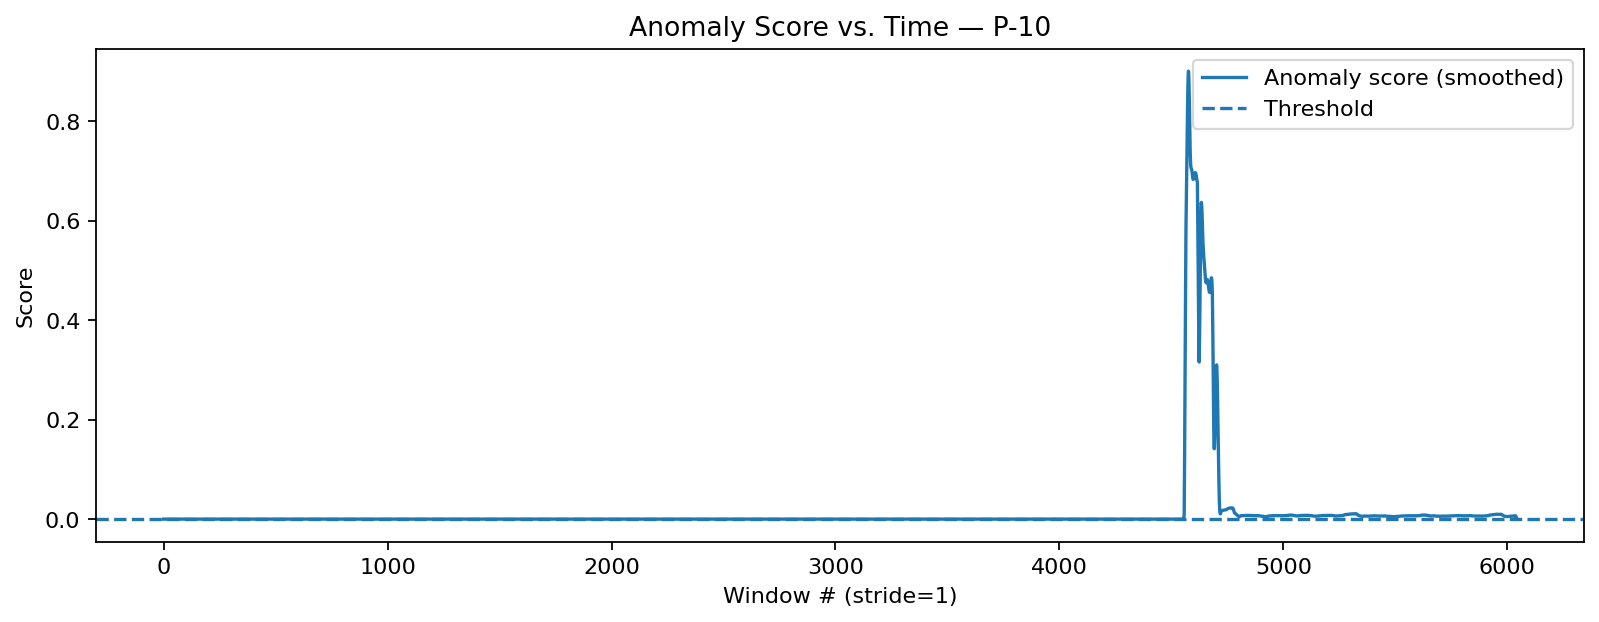 Anomaly Score vs. Time — P-10
Anomaly score (smoothed)
Threshold
Score
0.8
0.6
0.4
0.2
0.0
0 1000 2000 3000 4000 5000 6000
Window # (stride=1)